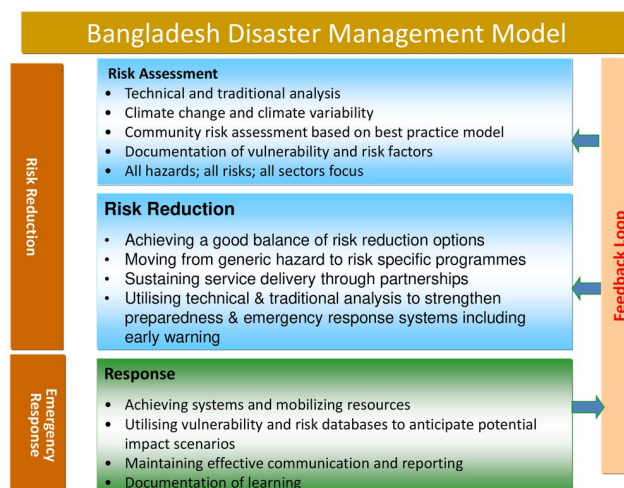 Bangladesh Disaster Management Model
Risk Reduction
Risk Assessment
• Technical and traditional analysis
• Climate change and climate variability
• Community risk assessment based on best practice model
• Documentation of vulnerability and risk factors
• All hazards; all risks; all sectors focus
Risk Reduction
• Achieving a good balance of risk reduction options
• Moving from generic hazard to risk specific programmes
• Sustaining service delivery through partnerships
• Utilising technical & traditional analysis to strengthen
preparedness & emergency response systems including
early warning
Emergency
Response
Response
• Achieving systems and mobilizing resources
• Utilising vulnerability and risk databases to anticipate potential
impact scenarios
• Maintaining effective communication and reporting
• Documentation of learning
Feedback Loop